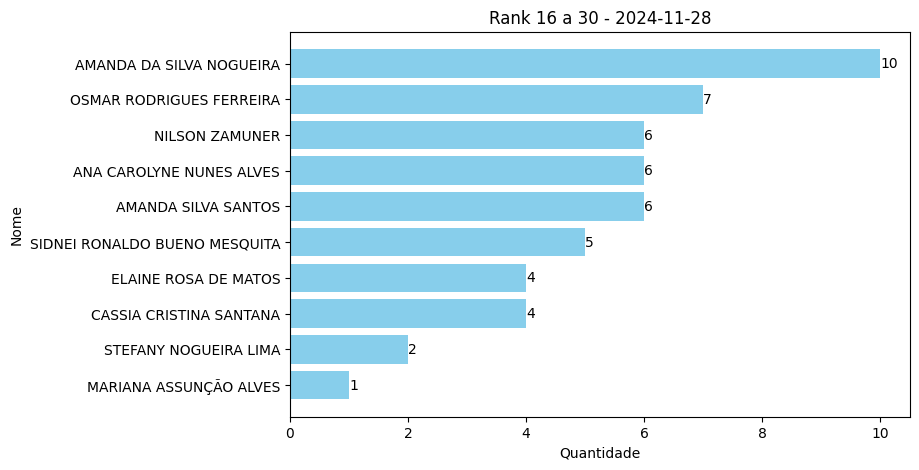 Rank 16 a 30 - 2024-11-28
AMANDA DA SILVA NOGUEIRA 10
OSMAR RODRIGUES FERREIRA 7
NILSON ZAMUNER 6
ANA CAROLYNE NUNES ALVES 6
AMANDA SILVA SANTOS 6
SIDNEI RONALDO BUENO MESQUITA 5
ELAINE ROSA DE MATOS 4
CASSIA CRISTINA SANTANA 4
STEFANY NOGUEIRA LIMA 2
MARIANA ASSUNÇÃO ALVES 1
Nome
0 2 4 6 8 10
Quantidade